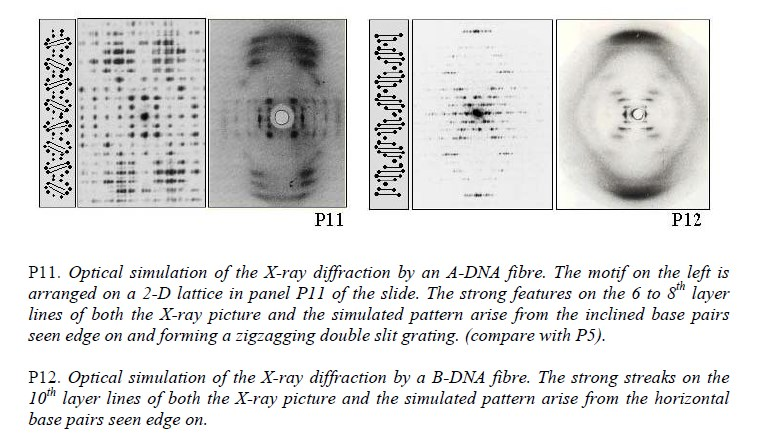 P11
P12
P11. Optical simulation of the X-ray diffraction by an A-DNA fibre. The motif on the left is
arranged on a 2-D lattice in panel P11 of the slide. The strong features on the 6 to 8th layer
lines of both the X-ray picture and the simulated pattern arise from the inclined base pairs
seen edge on and forming a zigzagging double slit grating. (compare with P5).
P12. Optical simulation of the X-ray diffraction by a B-DNA fibre. The strong streaks on the
10th layer lines of both the X-ray picture and the simulated pattern arise from the horizontal
base pairs seen edge on.